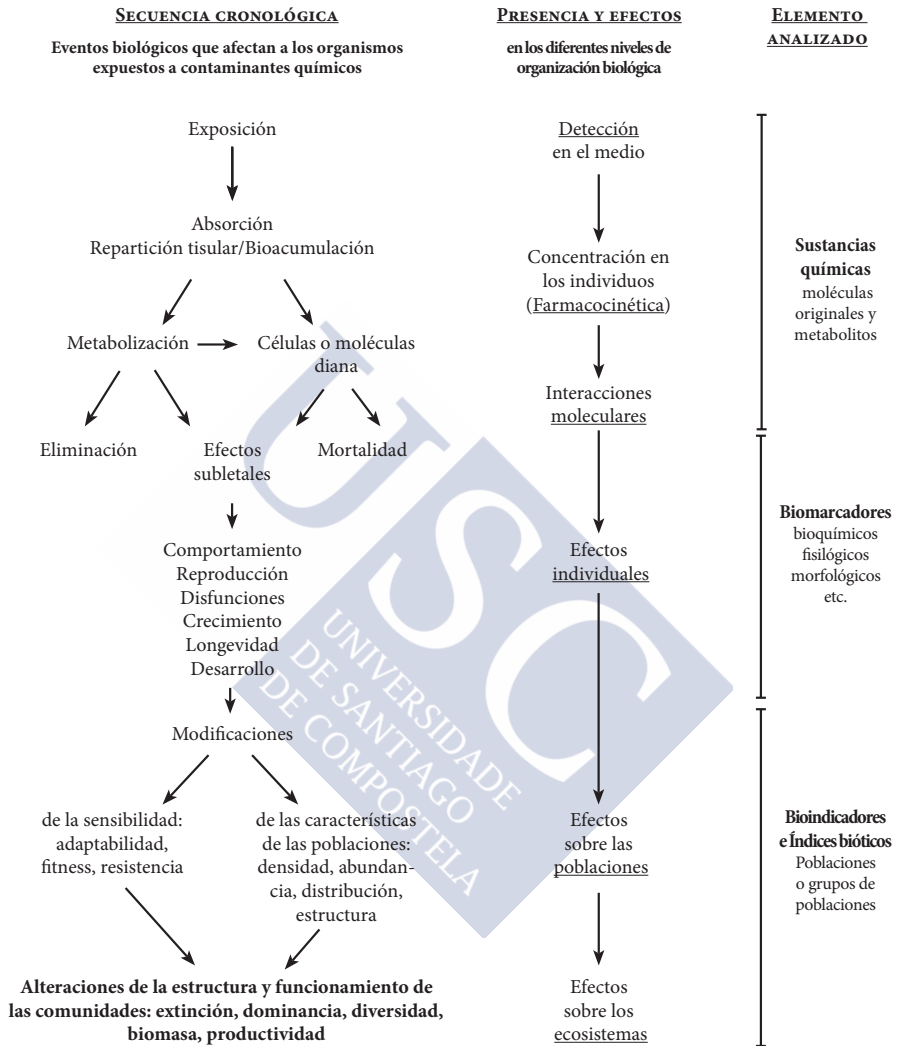 SECUENCIA CRONOLÓGICA
Eventos biológicos que afectan a los organismos
expuestos a contaminantes químicos
Exposición
Absorción
Repartición tisular/Bioacumulación
Metabolización
Células o moléculas
diana
Eliminación
Efectos
subletales
Mortalidad
Comportamiento
Reproducción
Disfunciones
Crecimiento
Longevidad
Desarrollo
Modificaciones
de la sensibilidad:
adaptabilidad,
fitness, resistencia
de las características
de las poblaciones:
densidad, abundan-
cia, distribución,
estructura
Alteraciones de la estructura y funcionamiento de
las comunidades: extinción, dominancia, diversidad,
biomasa, productividad
PRESENCIA Y EFECTOS
en los diferentes niveles de
organización biológica
Detección
en el medio
Concentración en
los individuos
(Farmacocinética)
Interacciones
moleculares
Efectos
individuales
Efectos
sobre las
poblaciones
Efectos
sobre los
ecosistemas
ELEMENTO
ANALIZADO
Sustancias
químicas
moléculas
originales y
metabolitos
Biomarcadores
bioquímicos
fisilógicos
morfológicos
etc.
Bioindicadores
e Índices bióticos
Poblaciones
o grupos de
poblaciones
USC
UNIVERSIDADE
DE SANTIAGO
DE COMPOSTELA